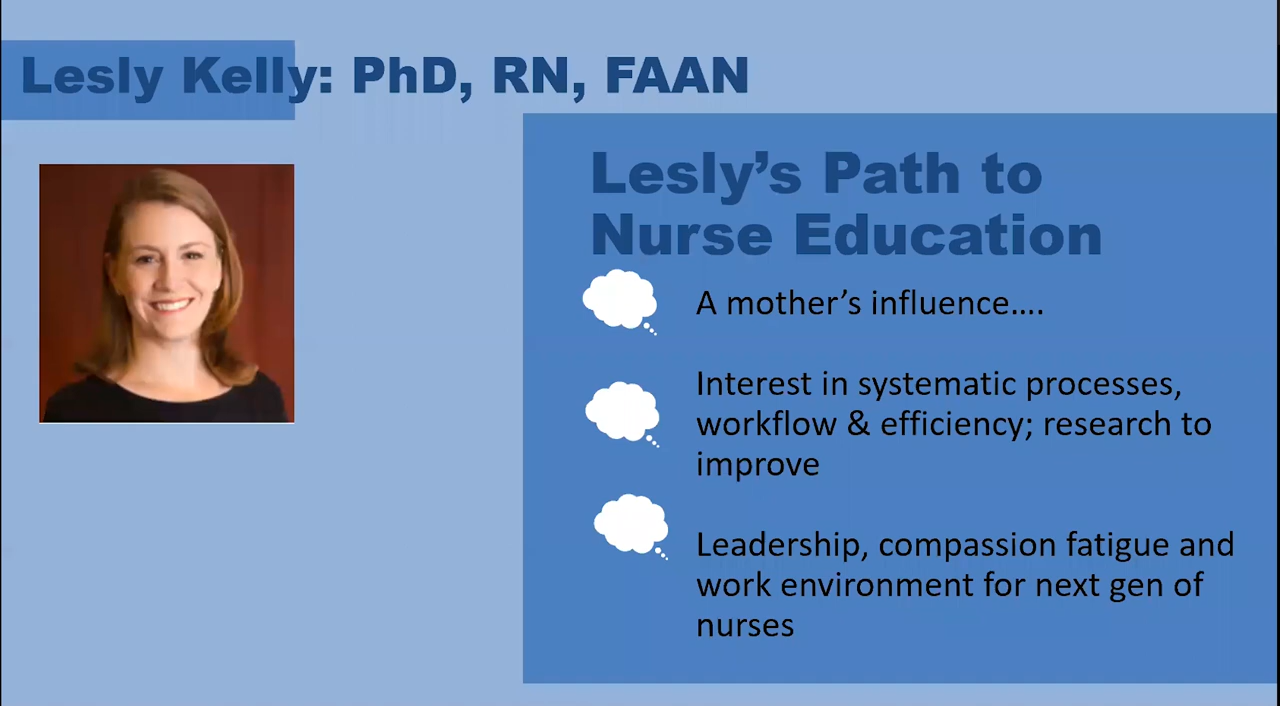 Lesly Kelly: PhD, RN, FAAN
Lesly’s Path to
Nurse Education
A mother’s influence....
Interest in systematic processes,
workflow & efficiency; research to
improve
Leadership, compassion fatigue and
work environment for next gen of
nurses